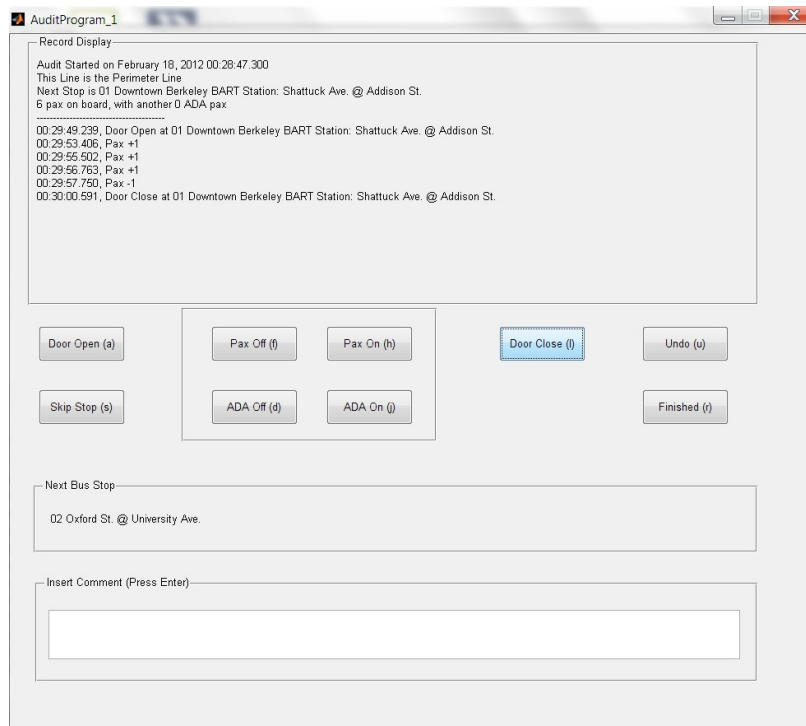 AuditProgram_1
Record Display
Audit Started on February 18, 2012 00:28:47.300
This Line is the Perimeter Line
Next Stop is 01 Downtown Berkeley BART Station: Shattuck Ave. @ Addison St.
6 pax on board, with another 0 ADA pax
---------------------------------------
00:29:49.239, Door Open at 01 Downtown Berkeley BART Station: Shattuck Ave. @ Addison St.
00:29:53.406, Pax +1
00:29:55.502, Pax +1
00:29:56.763, Pax +1
00:29:57.750, Pax -1
00:30:00.591, Door Close at 01 Downtown Berkeley BART Station: Shattuck Ave. @ Addison St.
Door Open (a)
Pax Off (f)
Pax On (h)
Door Close (l)
Undo (u)
Skip Stop (s)
ADA Off (d)
ADA On (j)
Finished (r)
Next Bus Stop
02 Oxford St. @ University Ave.
Insert Comment (Press Enter)